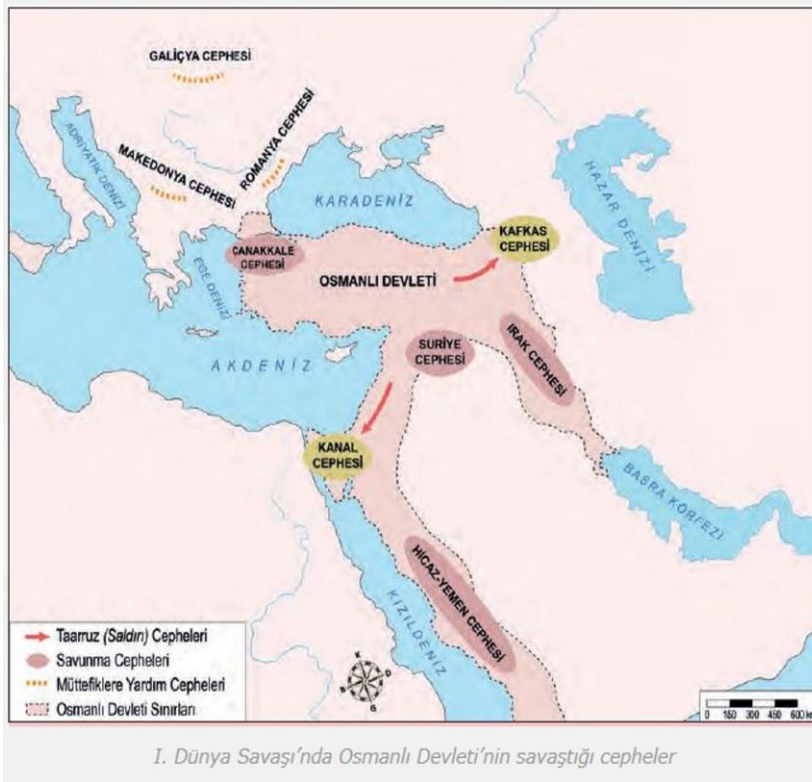 GALİÇYA CEPHESİ
ADRİYATİK DENİZİ
MAKEDONYA CEPHESİ
ROMANYA CEPHESİ
KARADENİZ
HAZAR DENİZİ
KAFKAS
CEPHESİ
ÇANAKKALE
CEPHESİ
EGE DENİZİ
OSMANLI DEVLETİ
AKDENİZ
SURİYE
CEPHESİ
IRAK CEPHESİ
KANAL
CEPHESİ
BASRA KÖRFEZİ
HİCAZ-YEMEN CEPHESİ
KIZILDENİZ
Taarruz (Saldırı) Cepheleri
Savunma Cepheleri
Müttefiklere Yardım Cepheleri
Osmanlı Devleti Sınırları
K
D
B
G
0 150 300 450 600 km
I. Dünya Savaşı’nda Osmanlı Devleti’nin savaştığı cepheler